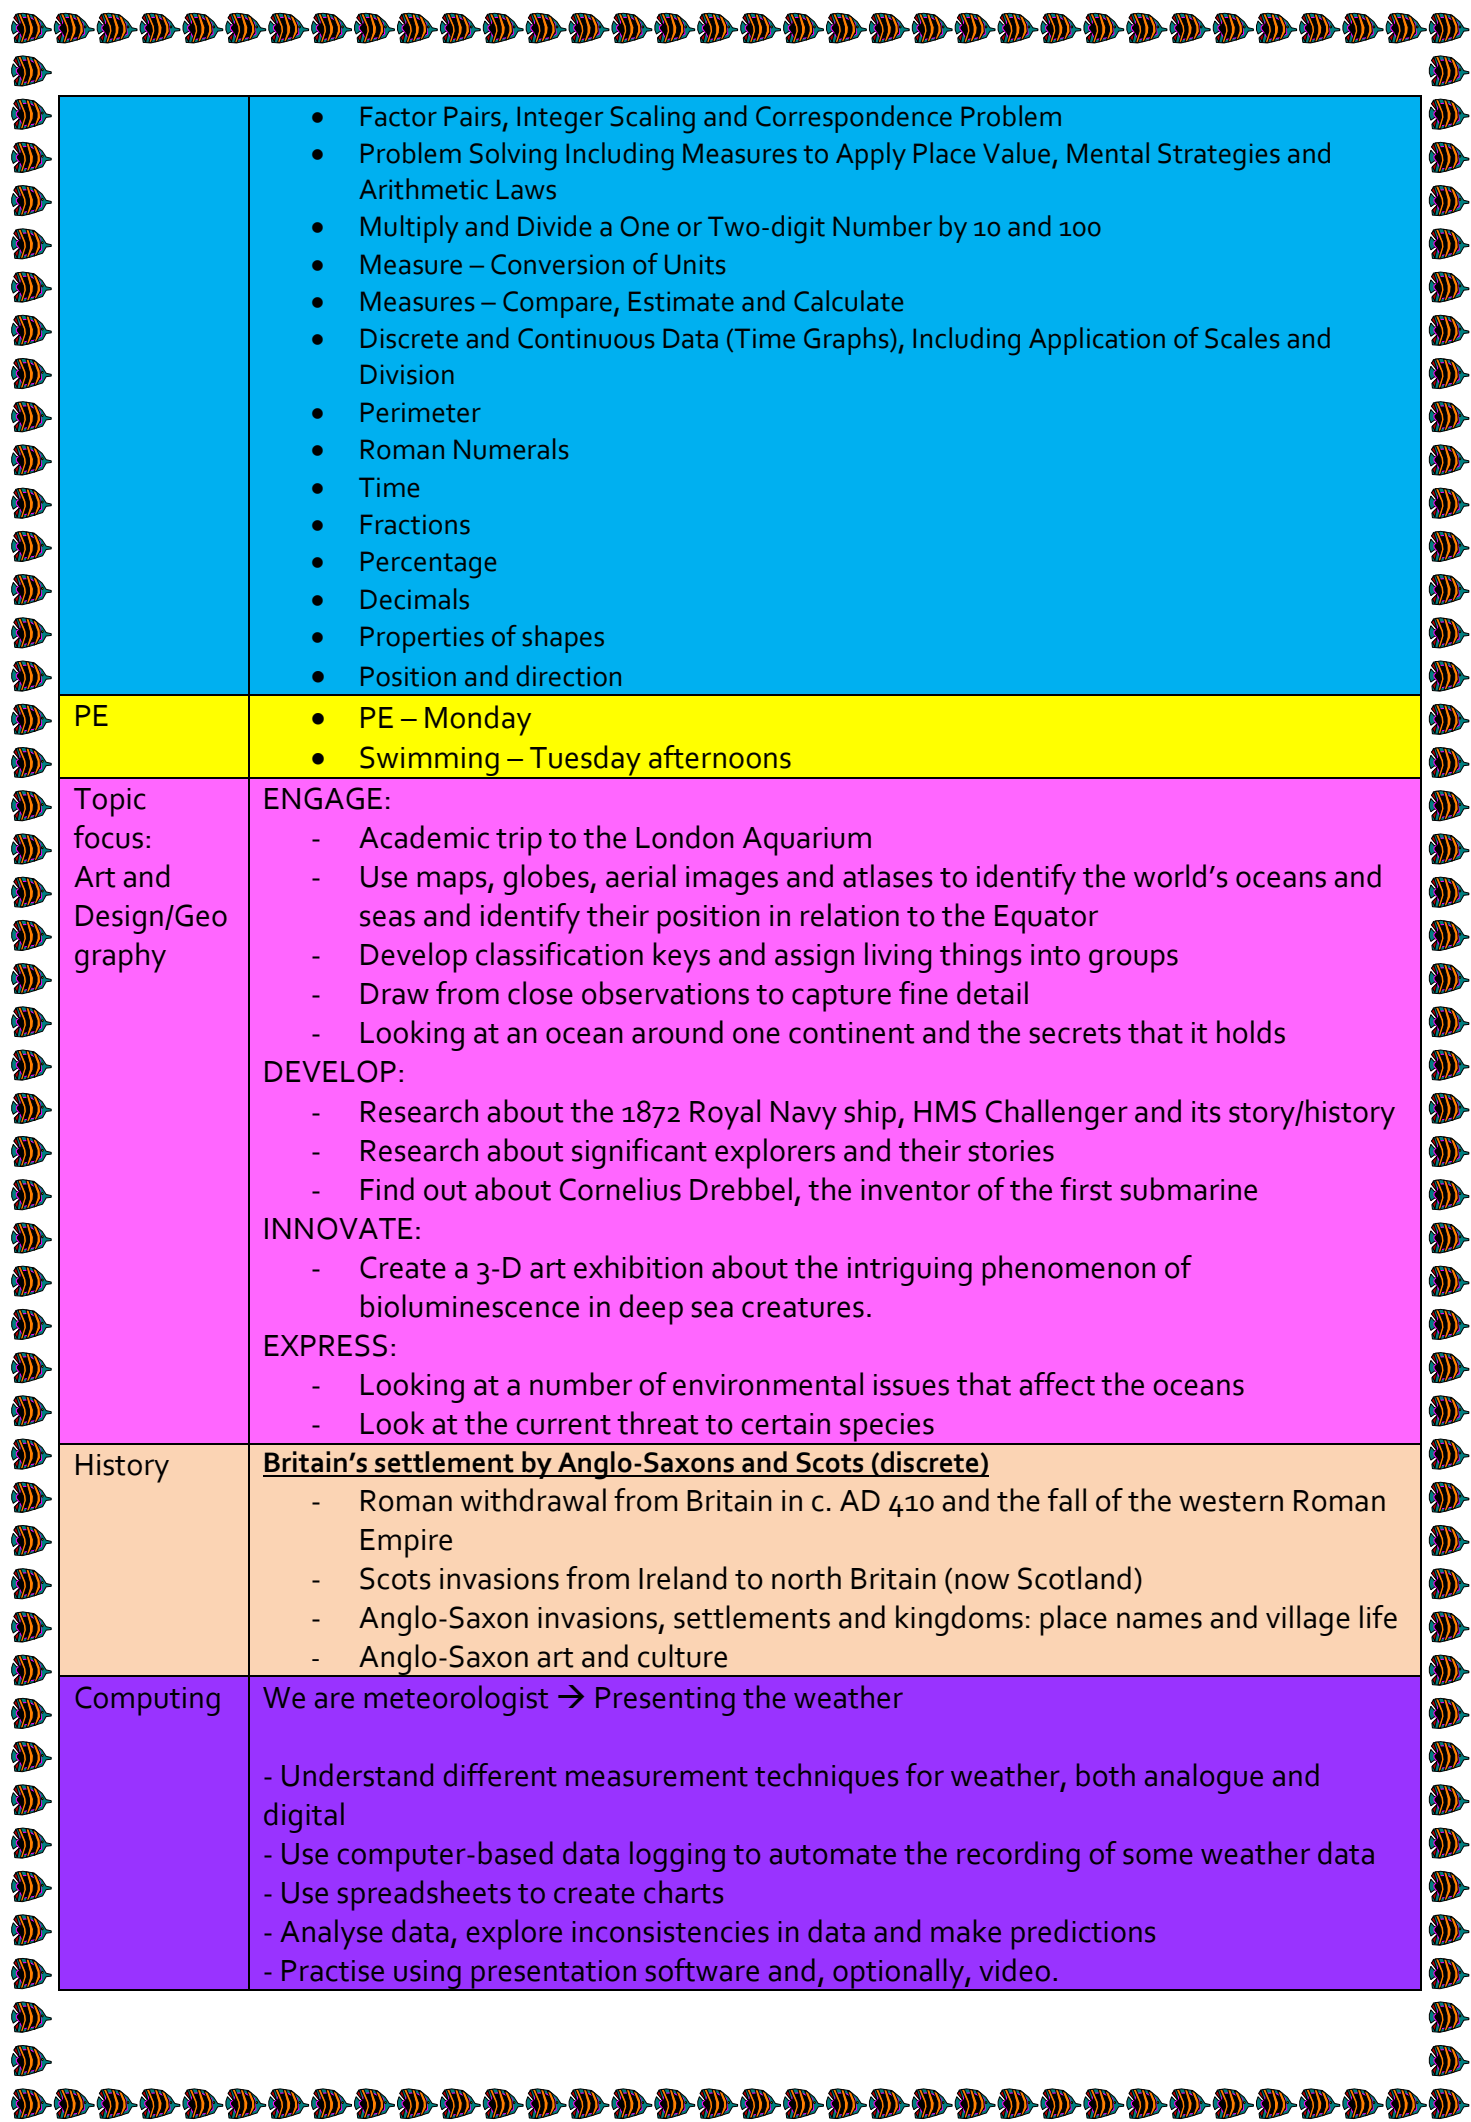 • Factor Pairs, Integer Scaling and Correspondence Problem
• Problem Solving Including Measures to Apply Place Value, Mental Strategies and
Arithmetic Laws
• Multiply and Divide a One or Two-digit Number by 10 and 100
• Measure – Conversion of Units
• Measures – Compare, Estimate and Calculate
• Discrete and Continuous Data (Time Graphs), Including Application of Scales and
Division
• Perimeter
• Roman Numerals
• Time
• Fractions
• Percentage
• Decimals
• Properties of shapes
• Position and direction
PE
• PE – Monday
• Swimming – Tuesday afternoons
Topic
focus:
Art and
Design/Geo
graphy
ENGAGE:
- Academic trip to the London Aquarium
- Use maps, globes, aerial images and atlases to identify the world’s oceans and
seas and identify their position in relation to the Equator
- Develop classification keys and assign living things into groups
- Draw from close observations to capture fine detail
- Looking at an ocean around one continent and the secrets that it holds
DEVELOP:
- Research about the 1872 Royal Navy ship, HMS Challenger and its story/history
- Research about significant explorers and their stories
- Find out about Cornelius Drebbel, the inventor of the first submarine
INNOVATE:
- Create a 3-D art exhibition about the intriguing phenomenon of
bioluminescence in deep sea creatures.
EXPRESS:
- Looking at a number of environmental issues that affect the oceans
- Look at the current threat to certain species
History
Britain’s settlement by Anglo-Saxons and Scots (discrete)
- Roman withdrawal from Britain in c. AD 410 and the fall of the western Roman
Empire
- Scots invasions from Ireland to north Britain (now Scotland)
- Anglo-Saxon invasions, settlements and kingdoms: place names and village life
- Anglo-Saxon art and culture
Computing
We are meteorologist → Presenting the weather
- Understand different measurement techniques for weather, both analogue and
digital
- Use computer-based data logging to automate the recording of some weather data
- Use spreadsheets to create charts
- Analyse data, explore inconsistencies in data and make predictions
- Practise using presentation software and, optionally, video.